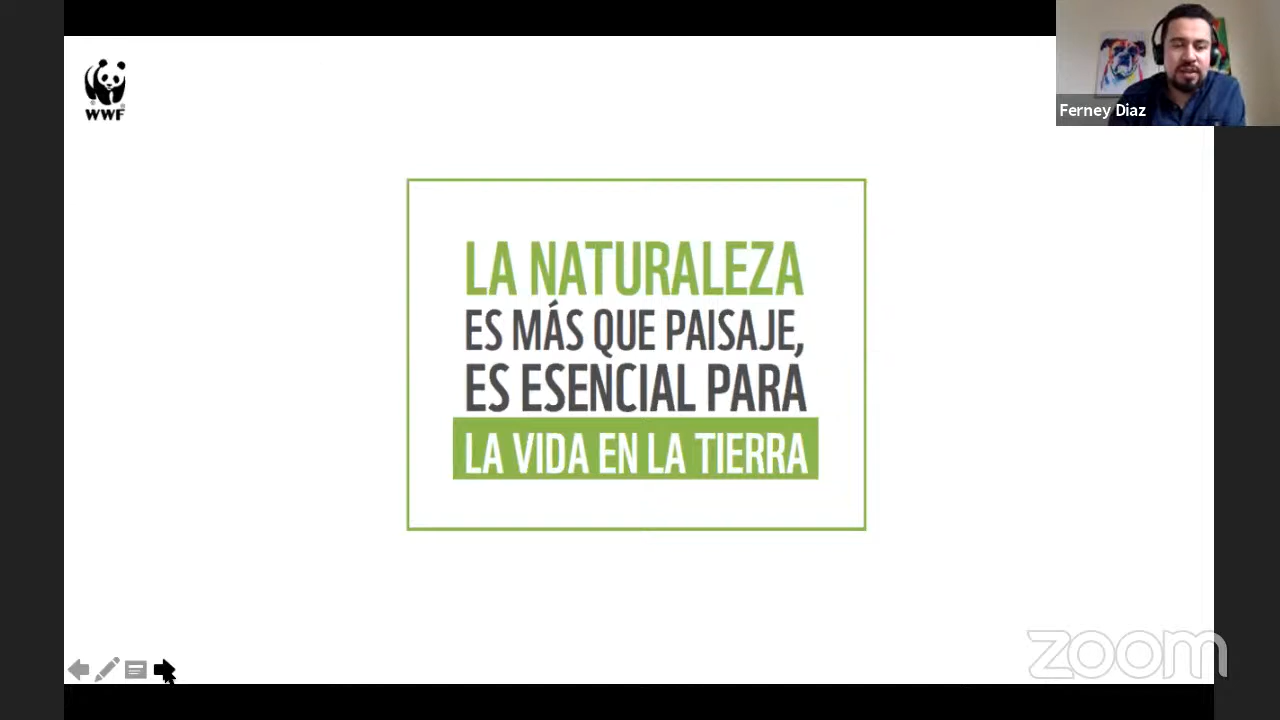 WWF
Ferney Diaz
LA NATURALEZA
ES MÁS QUE PAISAJE,
ES ESENCIAL PARA
LA VIDA EN LA TIERRA
zoom